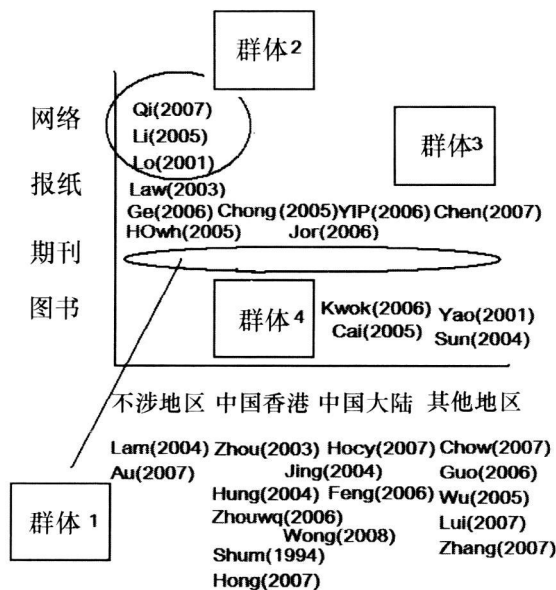 群体2
网络 Qi(2007)
Li(2005)
群体3
Lo(2001)
报纸 Law(2003)
Ge(2006) Chong (2005) YIP(2006) Chen(2007)
HOwh(2005) Jor(2006)
期刊
图书 群体4 Kwok(2006) Yao(2001)
Cai(2005) Sun(2004)
不涉地区 中国香港 中国大陆 其他地区
Lam(2004) Zhou(2003) Hocy(2007) Chow(2007)
Au(2007) Jing(2004) Guo(2006)
群体1 Hung(2004) Feng(2006) Wu(2005)
Zhouwq(2006) Lui(2007)
Wong(2008)
Shum(1994) Zhang(2007)
Hong(2007)